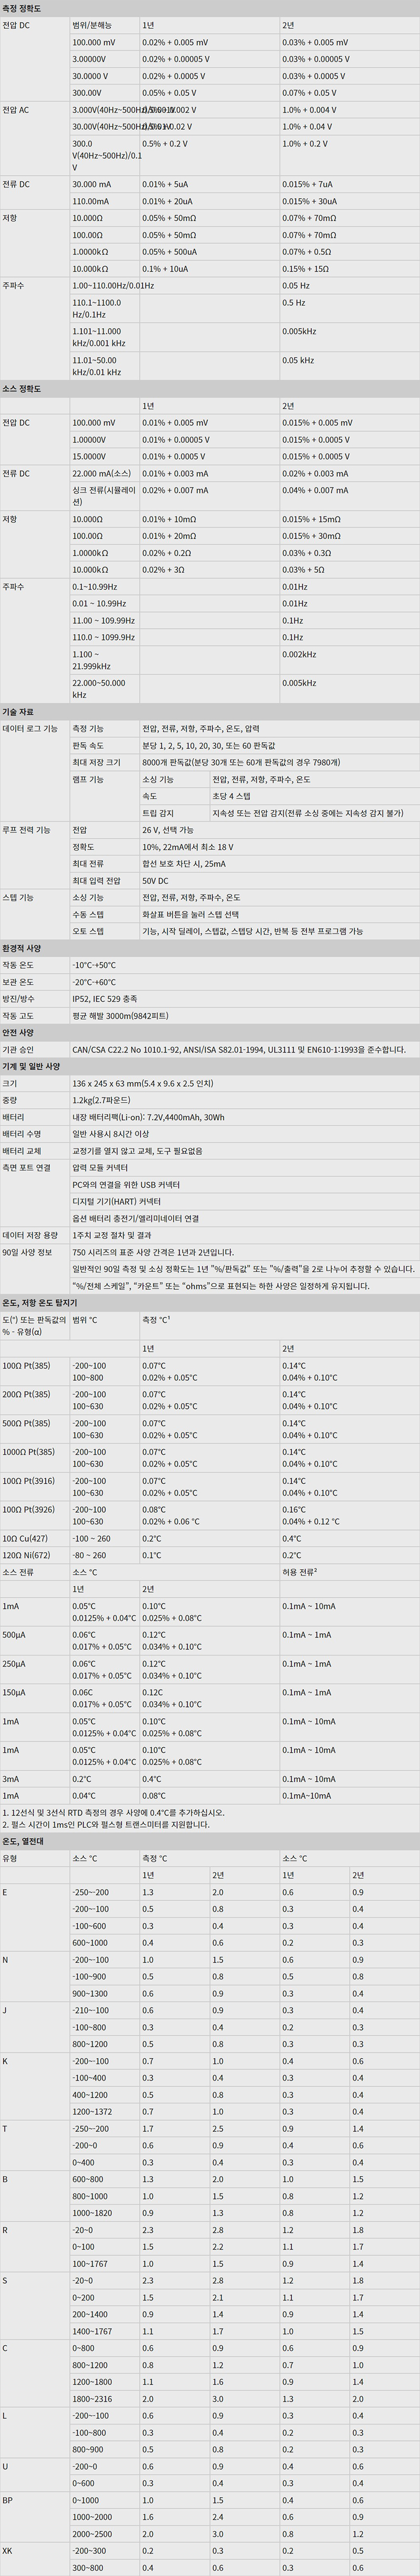 측정 정확도
전압 DC 범위/분해능 1년 2년
100.000 mV 0.02% + 0.005 mV 0.03% + 0.005 mV
3.00000V 0.02% + 0.00005 V 0.03% + 0.00005 V
30.0000 V 0.02% + 0.0005 V 0.03% + 0.0005 V
300.00V 0.05% + 0.05 V 0.07% + 0.05 V
전압 AC 3.000V(40Hz~500Hz) 0.002 V 1.0% + 0.004 V
30.00V(40Hz~500Hz) 0.02 V 1.0% + 0.04 V
300.0 0.5% + 0.2 V 1.0% + 0.2 V
V(40Hz~500Hz)/0.1
V
전류 DC 30.000 mA 0.01% + 5uA 0.015% + 7uA
110.00mA 0.01% + 20uA 0.015% + 30uA
저항 10.000Ω 0.05% + 50mΩ 0.07% + 70mΩ
100.00Ω 0.05% + 50mΩ 0.07% + 70mΩ
1.0000kΩ 0.05% + 500uA 0.07% + 0.5Ω
10.000kΩ 0.1% + 10uA 0.15% + 15Ω
주파수 1.00~110.00Hz/0.01Hz 0.05 Hz
110.1~1100.0 0.5 Hz
Hz/0.1Hz
1.101~11.000 0.005kHz
kHz/0.001 kHz
11.01~50.00 0.05 kHz
kHz/0.01 kHz
소스 정확도
1년 2년
전압 DC 100.000 mV 0.01% + 0.005 mV 0.015% + 0.005 mV
1.00000V 0.01% + 0.00005 V 0.015% + 0.0005 V
15.0000V 0.01% + 0.0005 V 0.015% + 0.0005 V
전류 DC 22.000 mA(소스) 0.01% + 0.003 mA 0.02% + 0.003 mA
싱크 전류(시뮬레이 0.02% + 0.007 mA 0.04% + 0.007 mA
션)
저항 10.000Ω 0.01% + 10mΩ 0.015% + 15mΩ
100.00Ω 0.01% + 20mΩ 0.015% + 30mΩ
1.0000kΩ 0.02% + 0.2Ω 0.03% + 0.3Ω
10.000kΩ 0.02% + 3Ω 0.03% + 5Ω
주파수 0.1~10.99Hz 0.01Hz
0.01 ~ 10.99Hz 0.01Hz
11.00 ~ 109.99Hz 0.1Hz
110.0 ~ 1099.9Hz 0.1Hz
1.100 ~ 0.002kHz
21.999kHz
22.000~50.000 0.005kHz
kHz
기술 자료
데이터 로그 기능 측정 기능 전압, 전류, 저항, 주파수, 온도, 압력
판독 속도 분당 1, 2, 5, 10, 20, 30, 또는 60 판독값
최대 저장 크기 8000개 판독값(분당 30개 또는 60개 판독값의 경우 7980개)
램프 기능 소싱 기능 전압, 전류, 저항, 주파수, 온도
속도 초당 4 스텝
트립 감지 지속성 또는 전압 감지(전류 소싱 중에는 지속성 감지 불가)
루프 전력 기능 전압 26 V, 선택 가능
정확도 10%, 22mA에서 최소 18 V
최대 전류 합선 보호 차단 시, 25mA
최대 입력 전압 50V DC
스텝 기능 소싱 기능 전압, 전류, 저항, 주파수, 온도
수동 스텝 화살표 버튼을 눌러 스텝 선택
오토 스텝 기능, 시작 딜레이, 스텝값, 스텝당 시간, 반복 등 전부 프로그램 가능
환경적 사양
작동 온도 -10°C~+50°C
보관 온도 -20°C~+60°C
방진/방수 IP52, IEC 529 충족
작동 고도 평균 해발 3000m(9842피트)
안전 사양
기관 승인 CAN/CSA C22.2 No 1010.1-92, ANSI/ISA S82.01-1994, UL3111 및 EN610-1:1993을 준수합니다.
기계 및 일반 사양
크기 136 x 245 x 63 mm(5.4 x 9.6 x 2.5 인치)
중량 1.2kg(2.7파운드)
배터리 내장 배터리팩(Li-on): 7.2V,4400mAh, 30Wh
배터리 수명 일반 사용시 8시간 이상
배터리 교체 교정기를 열지 않고 교체, 도구 필요없음
측면 포트 연결 압력 모듈 커넥터
PC와의 연결을 위한 USB 커넥터
디지털 기기(HART) 커넥터
옵션 배터리 충전기/엘리미네이터 연결
데이터 저장 용량 1주치 교정 절차 및 결과
90일 사양 정보 750 시리즈의 표준 사양 간격은 1년과 2년입니다.
일반적인 90일 측정 및 소싱 정확도는 1년 "%/판독값" 또는 "%/출력"을 2로 나누어 추정할 수 있습니다.
“%/전체 스케일”, “카운트” 또는 “ohms”으로 표현되는 하한 사양은 일정하게 유지됩니다.
온도, 저항 온도 탐지기
도(°) 또는 판독값의 범위 °C 측정 °C¹
% - 유형(α)
1년 2년
100Ω Pt(385) -200~100 0.07°C 0.14°C
100~800 0.02% + 0.05°C 0.04% + 0.10°C
200Ω Pt(385) -200~100 0.07°C 0.14°C
100~630 0.02% + 0.05°C 0.04% + 0.10°C
500Ω Pt(385) -200~100 0.07°C 0.14°C
100~630 0.02% + 0.05°C 0.04% + 0.10°C
1000Ω Pt(385) -200~100 0.07°C 0.14°C
100~630 0.02% + 0.05°C 0.04% + 0.10°C
100Ω Pt(3916) -200~100 0.07°C 0.14°C
100~630 0.02% + 0.05°C 0.04% + 0.10°C
100Ω Pt(3926) -200~100 0.08°C 0.16°C
100~630 0.02% + 0.06 °C 0.04% + 0.12 °C
10Ω Cu(427) -100 ~ 260 0.2°C 0.4°C
120Ω Ni(672) -80 ~ 260 0.1°C 0.2°C
소스 전류 소스 °C 허용 전류²
1년 2년
1mA 0.05°C 0.10°C 0.1mA ~ 10mA
0.0125% + 0.04°C 0.025% + 0.08°C
500μA 0.06°C 0.12°C 0.1mA ~ 1mA
0.017% + 0.05°C 0.034% + 0.10°C
250μA 0.06°C 0.12°C 0.1mA ~ 1mA
0.017% + 0.05°C 0.034% + 0.10°C
150μA 0.06C 0.12C 0.1mA ~ 1mA
0.017% + 0.05°C 0.034% + 0.10°C
1mA 0.05°C 0.10°C 0.1mA ~ 10mA
0.0125% + 0.04°C 0.025% + 0.08°C
1mA 0.05°C 0.10°C 0.1mA ~ 10mA
0.0125% + 0.04°C 0.025% + 0.08°C
3mA 0.2°C 0.4°C 0.1mA ~ 10mA
1mA 0.04°C 0.08°C 0.1mA~10mA
1. 12선식 및 3선식 RTD 측정의 경우 사양에 0.4°C를 추가하십시오.
2. 펄스 시간이 1ms인 PLC와 펄스형 트랜스미터를 지원합니다.
온도, 열전대
유형 소스 °C 측정 °C 소스 °C
1년 2년 1년 2년
E -250~-200 1.3 2.0 0.6 0.9
-200~-100 0.5 0.8 0.3 0.4
-100~600 0.3 0.4 0.3 0.4
600~1000 0.4 0.6 0.2 0.3
N -200~-100 1.0 1.5 0.6 0.9
-100~900 0.5 0.8 0.5 0.8
900~1300 0.6 0.9 0.3 0.4
J -210~-100 0.6 0.9 0.3 0.4
-100~800 0.3 0.4 0.2 0.3
800~1200 0.5 0.8 0.3 0.3
K -200~-100 0.7 1.0 0.4 0.6
-100~400 0.3 0.4 0.3 0.4
400~1200 0.5 0.8 0.3 0.4
1200~1372 0.7 1.0 0.3 0.4
T -250~-200 1.7 2.5 0.9 1.4
-200~0 0.6 0.9 0.4 0.6
0~400 0.3 0.4 0.3 0.4
B 600~800 1.3 2.0 1.0 1.5
800~1000 1.0 1.5 0.8 1.2
1000~1820 0.9 1.3 0.8 1.2
R -20~0 2.3 2.8 1.2 1.8
0~100 1.5 2.2 1.1 1.7
100~1767 1.0 1.5 0.9 1.4
S -20~0 2.3 2.8 1.2 1.8
0~200 1.5 2.1 1.1 1.7
200~1400 0.9 1.4 0.9 1.4
1400~1767 1.1 1.7 1.0 1.5
C 0~800 0.6 0.9 0.6 0.9
800~1200 0.8 1.2 0.7 1.0
1200~1800 1.1 1.6 0.9 1.4
1800~2316 2.0 3.0 1.3 2.0
L -200~-100 0.6 0.9 0.3 0.4
-100~800 0.3 0.4 0.2 0.3
800~900 0.5 0.8 0.2 0.3
U -200~0 0.6 0.9 0.4 0.6
0~600 0.3 0.4 0.3 0.4
BP 0~1000 1.0 1.5 0.4 0.6
1000~2000 1.6 2.4 0.6 0.9
2000~2500 2.0 3.0 0.8 1.2
XK -200~300 0.2 0.3 0.2 0.5
300~800 0.4 0.6 0.3 0.6